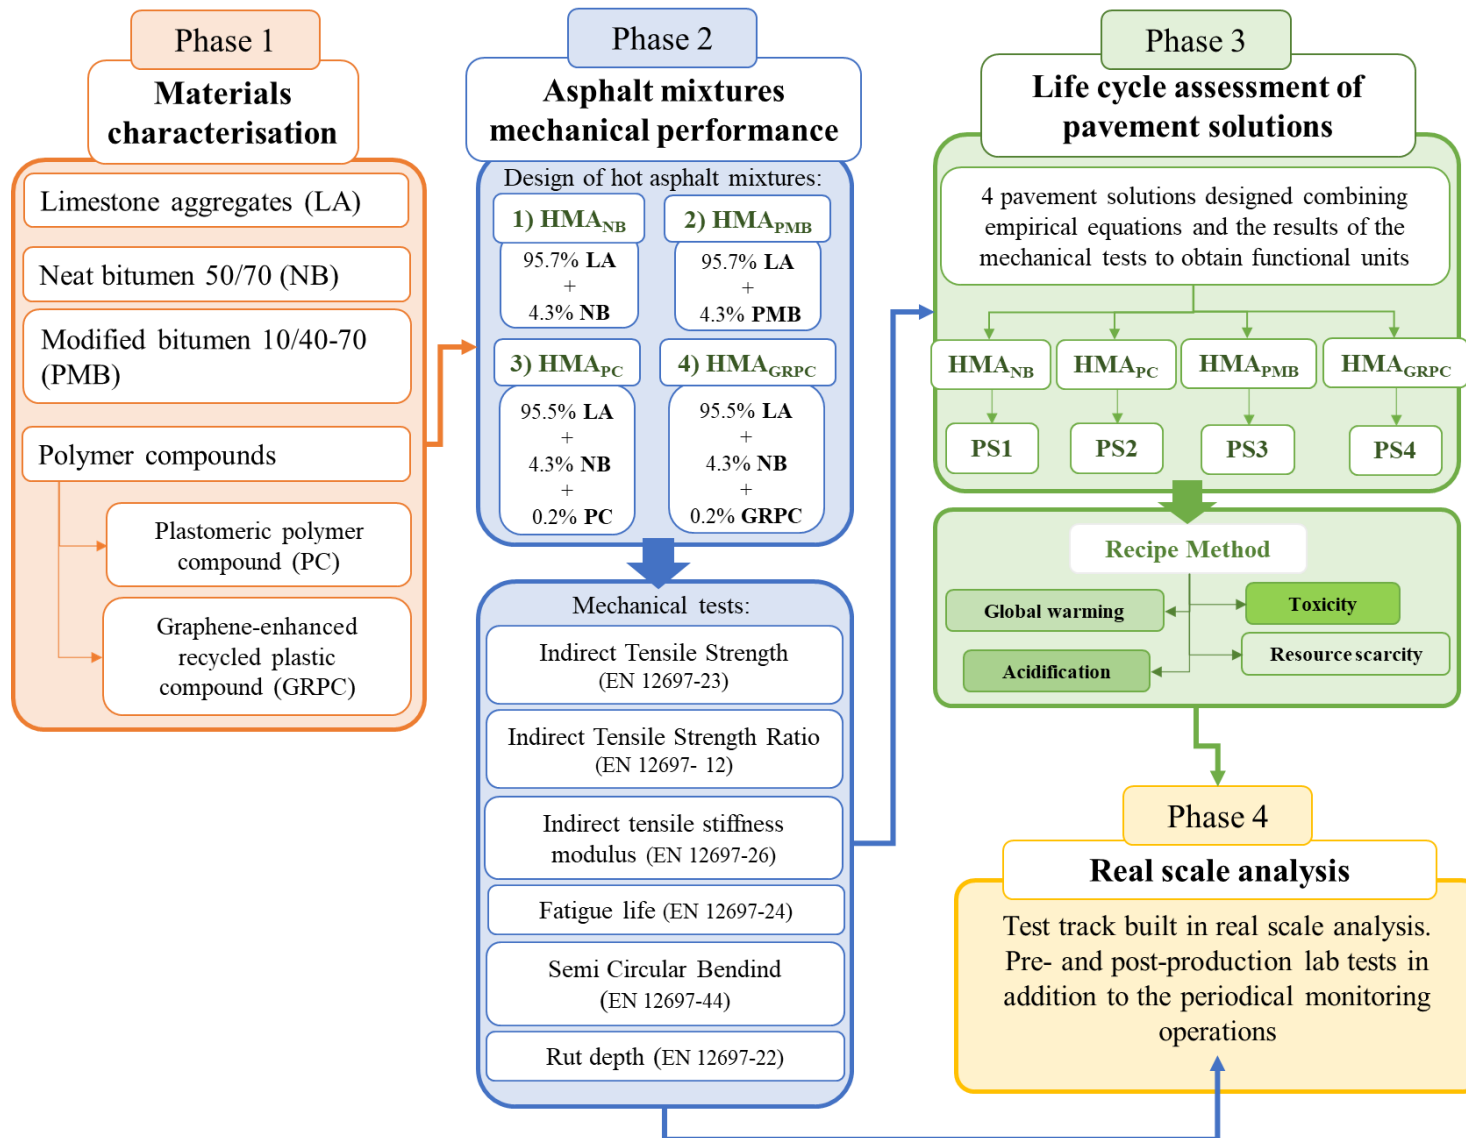 Phase 1
Materials
characterisation
Limestone aggregates (LA)
Neat bitumen 50/70 (NB)
Modified bitumen 10/40-70
(PMB)
Polymer compounds
Plastomeric polymer
compound (PC)
Graphene-enhanced
recycled plastic
compound (GRPC)
Phase 2
Asphalt mixtures
mechanical performance
Design of hot asphalt mixtures:
1) HMA_NB
95.7% LA
+
4.3% NB
2) HMA_PMB
95.7% LA
+
4.3% PMB
3) HMA_PC
95.5% LA
+
4.3% NB
+
0.2% PC
4) HMA_GRPC
95.5% LA
+
4.3% NB
+
0.2% GRPC
Mechanical tests:
Indirect Tensile Strength
(EN 12697-23)
Indirect Tensile Strength Ratio
(EN 12697- 12)
Indirect tensile stiffness
modulus (EN 12697-26)
Fatigue life (EN 12697-24)
Semi Circular Bendind
(EN 12697-44)
Rut depth (EN 12697-22)
Phase 3
Life cycle assessment of
pavement solutions
4 pavement solutions designed combining
empirical equations and the results of the
mechanical tests to obtain functional units
HMA_NB
HMA_PC
HMA_PMB
HMA_GRPC
PS1
PS2
PS3
PS4
Recipe Method
Global warming
Toxicity
Acidification
Resource scarcity
Phase 4
Real scale analysis
Test track built in real scale analysis.
Pre- and post-production lab tests in
addition to the periodical monitoring
operations